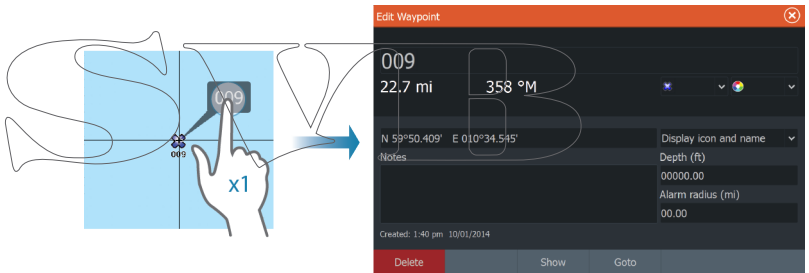 009
009
x1
Edit Waypoint
009
22.7 mi 358 °M
N 59°50.409' E 010°34.545' Display icon and name
Notes Depth (ft)
00000.00
Alarm radius (mi)
00.00
Created: 1:40 pm 10/01/2014
Delete Show Goto